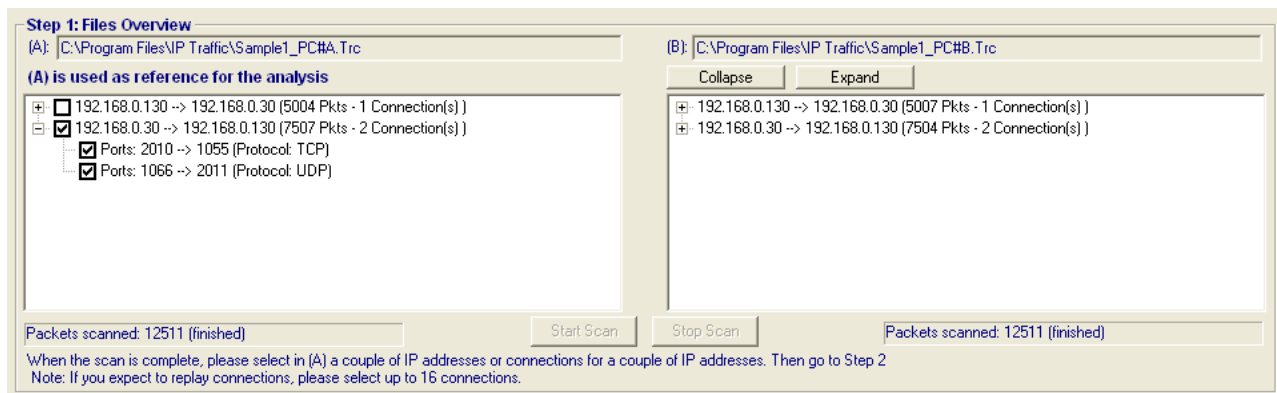 Step 1: Files Overview
(A): C:\Program Files\IP Traffic\Sample1_PC#A.Trc
(B): C:\Program Files\IP Traffic\Sample1_PC#B.Trc
(A) is used as reference for the analysis
Collapse
Expand
192.168.0.130 --> 192.168.0.30 (5004 Pkts - 1 Connection(s) )
192.168.0.30 --> 192.168.0.130 (7507 Pkts - 2 Connection(s) )
Ports: 2010 --> 1055 (Protocol: TCP)
Ports: 1066 --> 2011 (Protocol: UDP)
192.168.0.130 --> 192.168.0.30 (5007 Pkts - 1 Connection(s) )
192.168.0.30 --> 192.168.0.130 (7504 Pkts - 2 Connection(s) )
Packets scanned: 12511 (finished)
Start Scan
Stop Scan
Packets scanned: 12511 (finished)
When the scan is complete, please select in (A) a couple of IP addresses or connections for a couple of IP addresses. Then go to Step 2
Note: If you expect to replay connections, please select up to 16 connections.